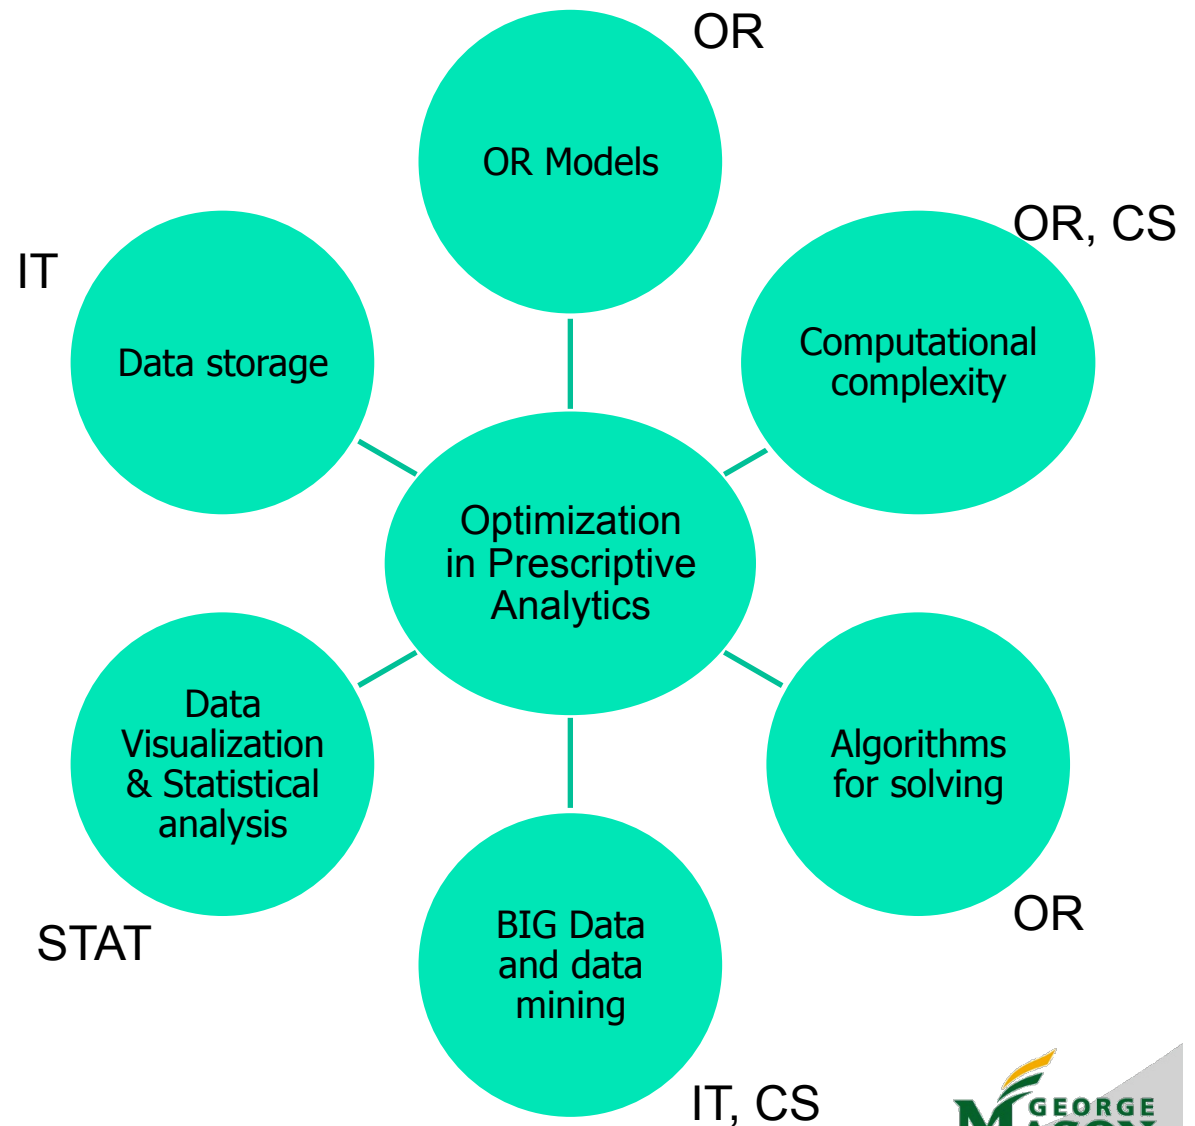 OR
OR Models
OR, CS
Computational
complexity
Algorithms
for solving
OR
BIG Data
and data
mining
IT, CS
Data
Visualization
& Statistical
analysis
STAT
IT
Data storage
Optimization
in Prescriptive
Analytics
GEORGE
MASON